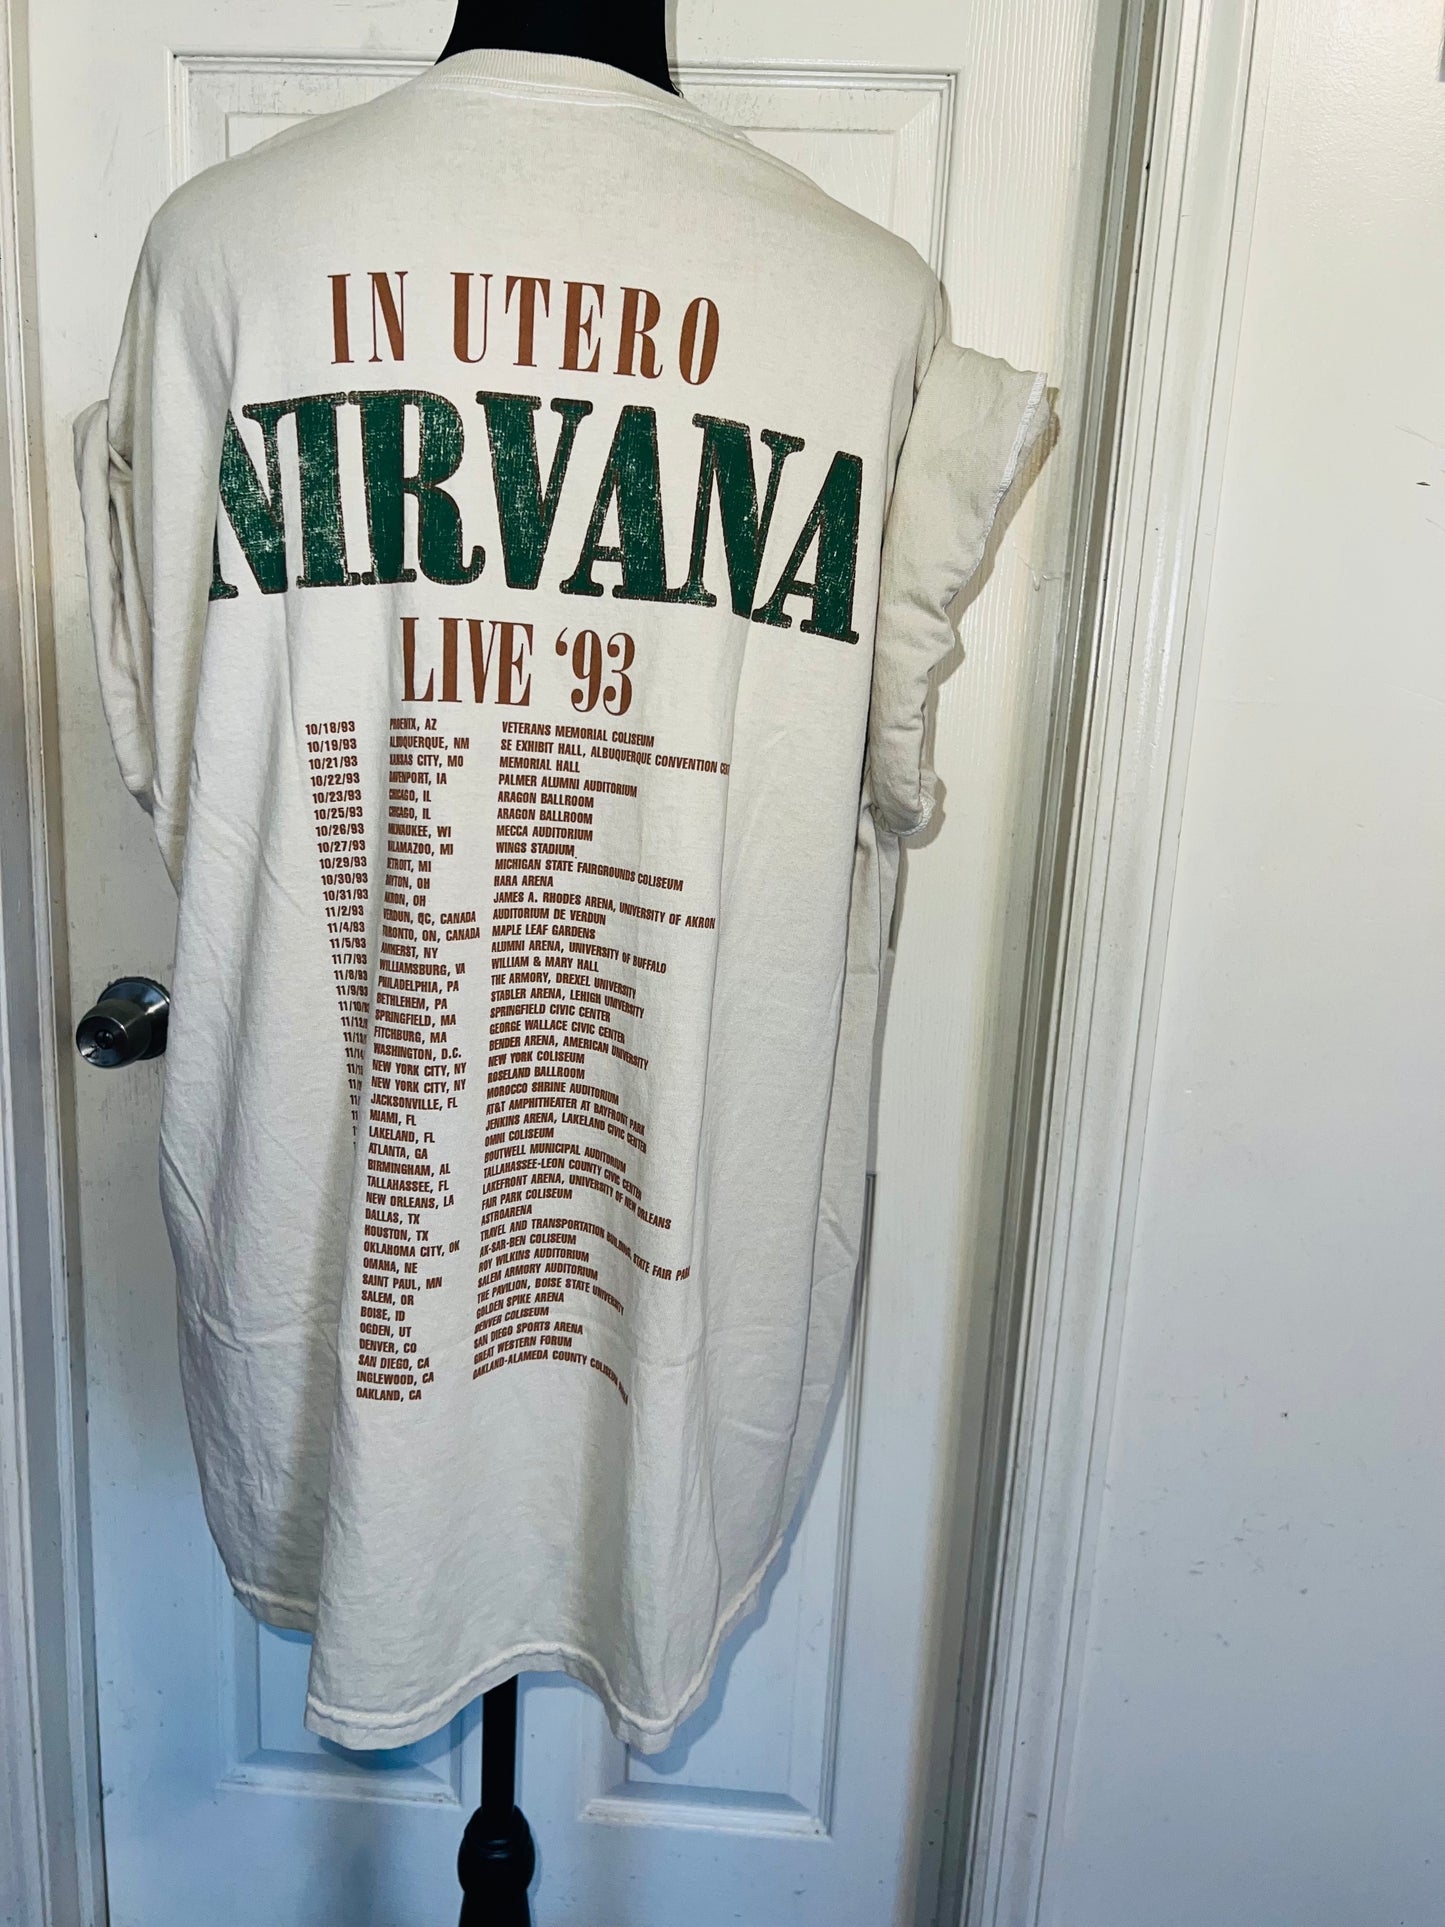 IN UTERO
NIRVANA
LIVE '93
10/18/93 PHOENIX, AZ VETERANS MEMORIAL COLISEUM
10/19/93 ALBUQUERQUE, NM SE EXHIBIT HALL, ALBUQUERQUE CONVENTION
10/21/93 KANSAS CITY, MO MEMORIAL HALL
10/22/93 DAVENPORT, IA PALMER ALUMNI AUDITORIUM
10/23/93 CHICAGO, IL ARAGON BALLROOM
10/25/93 CHICAGO, IL ARAGON BALLROOM
10/26/93 MILWAUKEE, WI MECCA AUDITORIUM
10/27/93 KALAMAZOO, MI WINGS STADIUM
10/29/93 DETROIT, MI MICHIGAN STATE FAIRGROUNDS COLISEUM
10/30/93 DAYTON, OH HARA ARENA
10/31/93 AKRON, OH JAMES A. RHODES ARENA, UNIVERSITY OF AKRON
11/2/93 VERDUN, QC, CANADA AUDITORIUM DE VERDUN
11/4/93 TORONTO, ON, CANADA MAPLE LEAF GARDENS
11/5/93 AMHERST, NY ALUMNI ARENA, UNIVERSITY OF BUFFALO
11/7/93 WILLIAMSBURG, VA WILLIAM & MARY HALL
11/8/93 PHILADELPHIA, PA THE ARMORY, DREXEL UNIVERSITY
11/9/93 BETHLEHEM, PA STABLER ARENA, LEHIGH UNIVERSITY
SPRINGFIELD, MA SPRINGFIELD CIVIC CENTER
FITCHBURG, MA GEORGE WALLACE CIVIC CENTER
WASHINGTON, D.C. BENDER ARENA, AMERICAN UNIVERSITY
NEW YORK CITY, NY NEW YORK COLISEUM
NEW YORK CITY, NY ROSELAND BALLROOM
JACKSONVILLE, FL MOROCCO SHRINE AUDITORIUM
MIAMI, FL AT&T AMPHITHEATER AT BAYFRONT PARK
LAKELAND, FL JENKINS ARENA, LAKELAND CIVIC CENTER
ATLANTA, GA OMNI COLISEUM
BIRMINGHAM, AL BOUTWELL MUNICIPAL AUDITORIUM
TALLAHASSEE, FL TALLAHASSEE-LEON COUNTY CIVIC CENTER
NEW ORLEANS, LA LAKEFRONT ARENA, UNIVERSITY OF NEW ORLEANS
DALLAS, TX FAIR PARK COLISEUM
HOUSTON, TX ASTROARENA
OKLAHOMA CITY, OK TRAVEL AND TRANSPORTATION BUILDING, STATE FAIR PARK
OMAHA, NE AK-SAR-BEN COLISEUM
SAINT PAUL, MN ROY WILKINS AUDITORIUM
SALEM, OR SALEM ARMORY AUDITORIUM
BOISE, ID THE PAVILION, BOISE STATE UNIVERSITY
OGDEN, UT GOLDEN SPIKE ARENA
DENVER, CO DENVER COLISEUM
SAN DIEGO, CA SAN DIEGO SPORTS ARENA
INGLEWOOD, CA GREAT WESTERN FORUM
OAKLAND, CA OAKLAND-ALAMEDA COUNTY COLISEUM ARENA